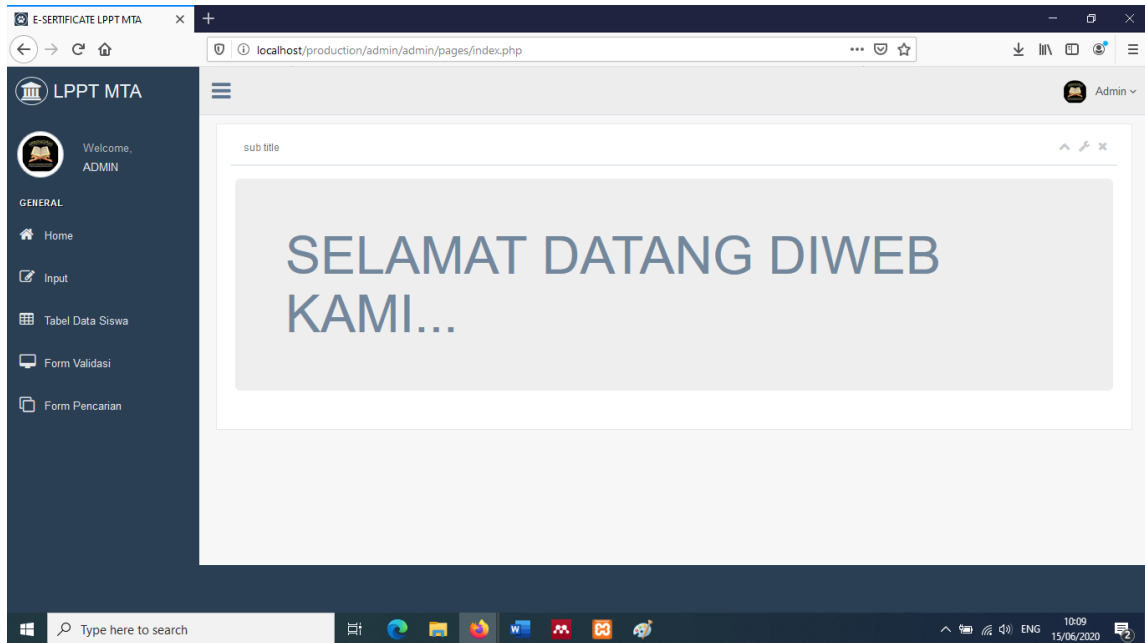 E-SERTIFICATE LPPT MTA
localhost/production/admin/admin/pages/index.php
LPPT MTA
Admin
Welcome,
ADMIN
sub title
GENERAL
Home
Input
Tabel Data Siswa
Form Validasi
Form Pencarian
SELAMAT DATANG DIWEB
KAMI...
Type here to search
ENG
10:09
15/06/2020
2